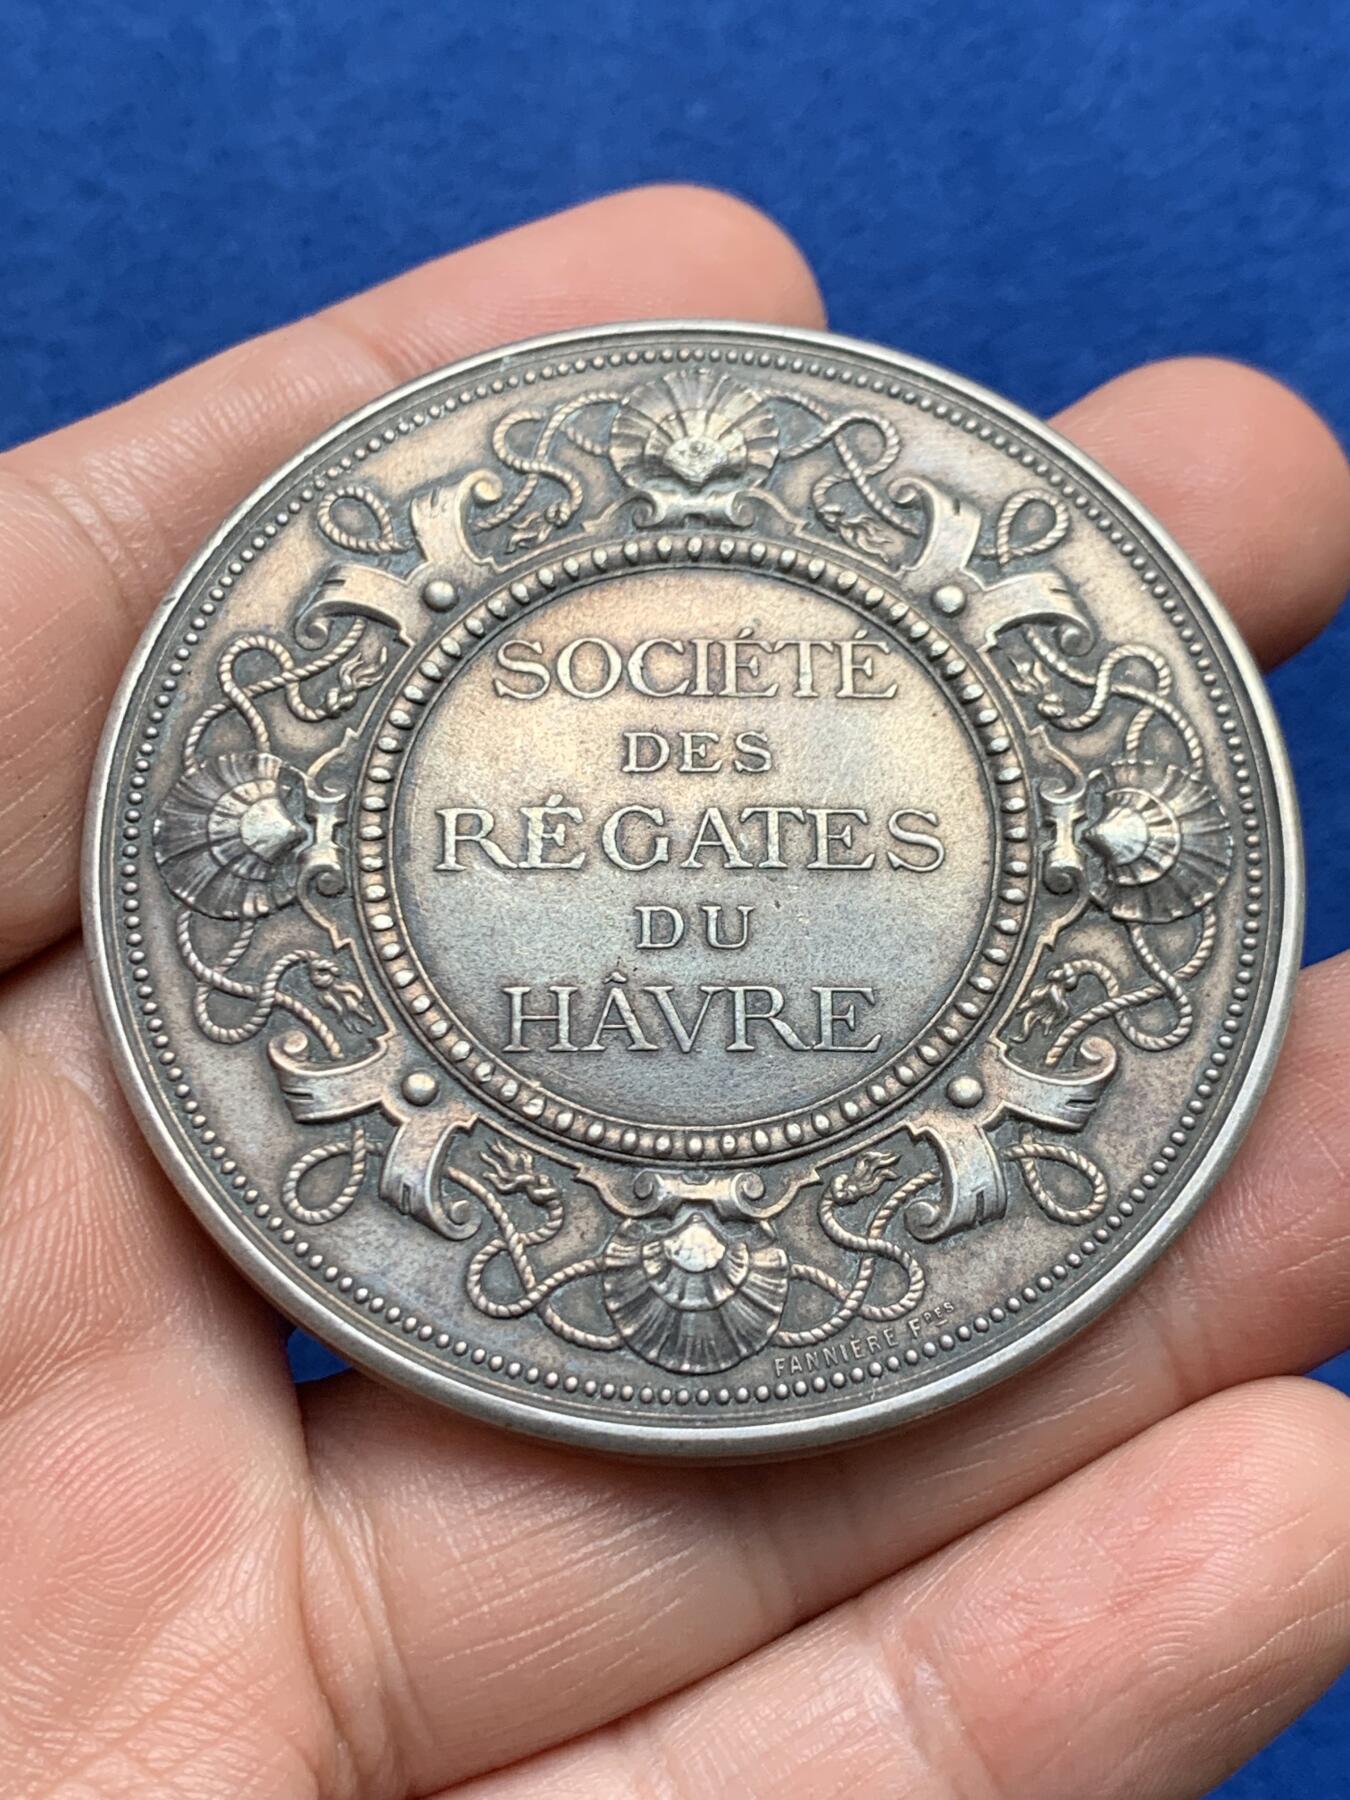 SOCIÉTÉ
DES
RÉGATES
DU
HÂVRE
FANNIÈRE FRES